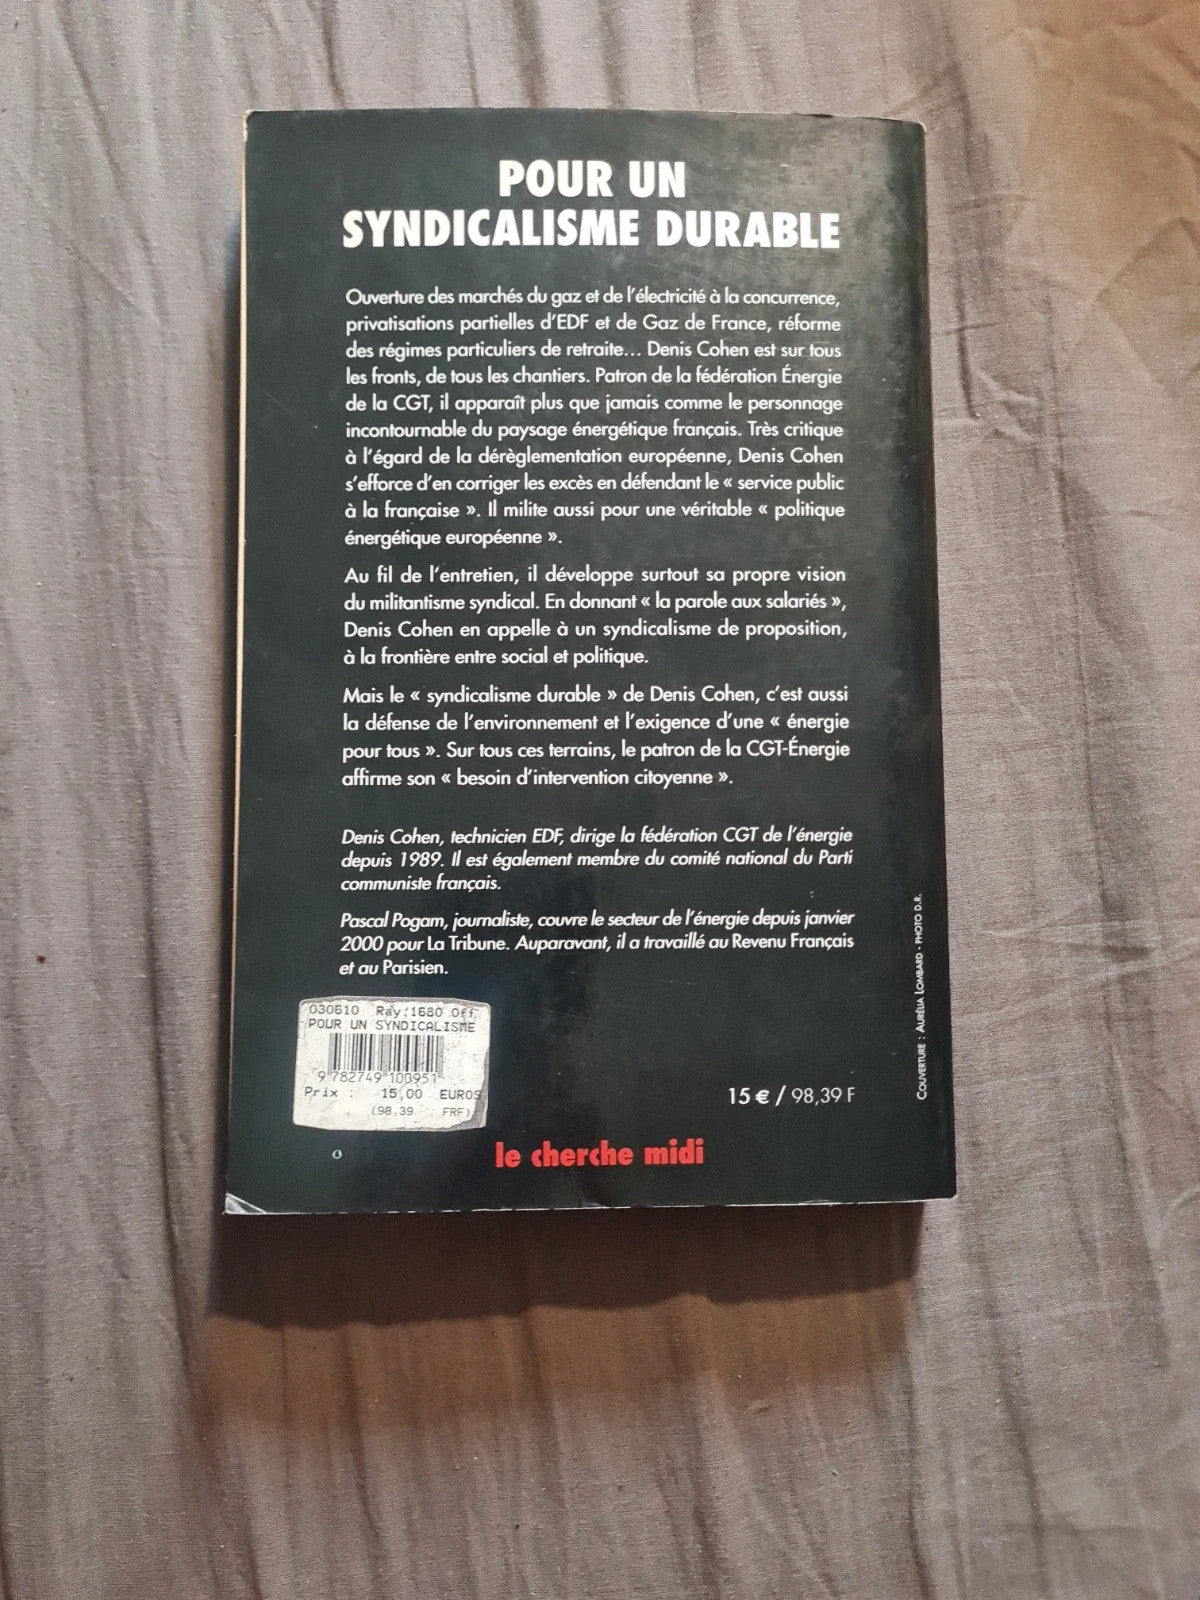 POUR UN
SYNDICALISME DURABLE
Ouverture des marchés du gaz et de l'électricité à la concurrence,
privatisations partielles d'EDF et de Gaz de France, réforme
des régimes particuliers de retraite... Denis Cohen est sur tous
les fronts, de tous les chantiers. Patron de la fédération Énergie
de la CGT, il apparaît plus que jamais comme le personnage
incontournable du paysage énergétique français. Très critique
à l'égard de la dérèglementation européenne, Denis Cohen
s'efforce d'en corriger les excès en défendant le « service public
à la française ». Il milite aussi pour une véritable « politique
énergétique européenne ».
Au fil de l'entretien, il développe surtout sa propre vision
du militantisme syndical. En donnant « la parole aux salariés »,
Denis Cohen en appelle à un syndicalisme de proposition,
à la frontière entre social et politique.
Mais le « syndicalisme durable » de Denis Cohen, c'est aussi
la défense de l'environnement et l'exigence d'une « énergie
pour tous ». Sur tous ces terrains, le patron de la CGT-Énergie
affirme son « besoin d'intervention citoyenne ».
Denis Cohen, technicien EDF, dirige la fédération CGT de l'énergie
depuis 1989. Il est également membre du comité national du Parti
communiste français.
Pascal Pogam, journaliste, couvre le secteur de l'énergie depuis janvier
2000 pour La Tribune. Auparavant, il a travaillé au Revenu Français
et au Parisien.
COUVERTURE : AURÉLIA LOMBARD - PHOTO D.R.
030610 Ray:1680 Off
POUR UN SYNDICALISME
9 782749 100951
Prix : 15,00 EUROS
(98,39 FRF)
15 € / 98,39 F
le cherche midi